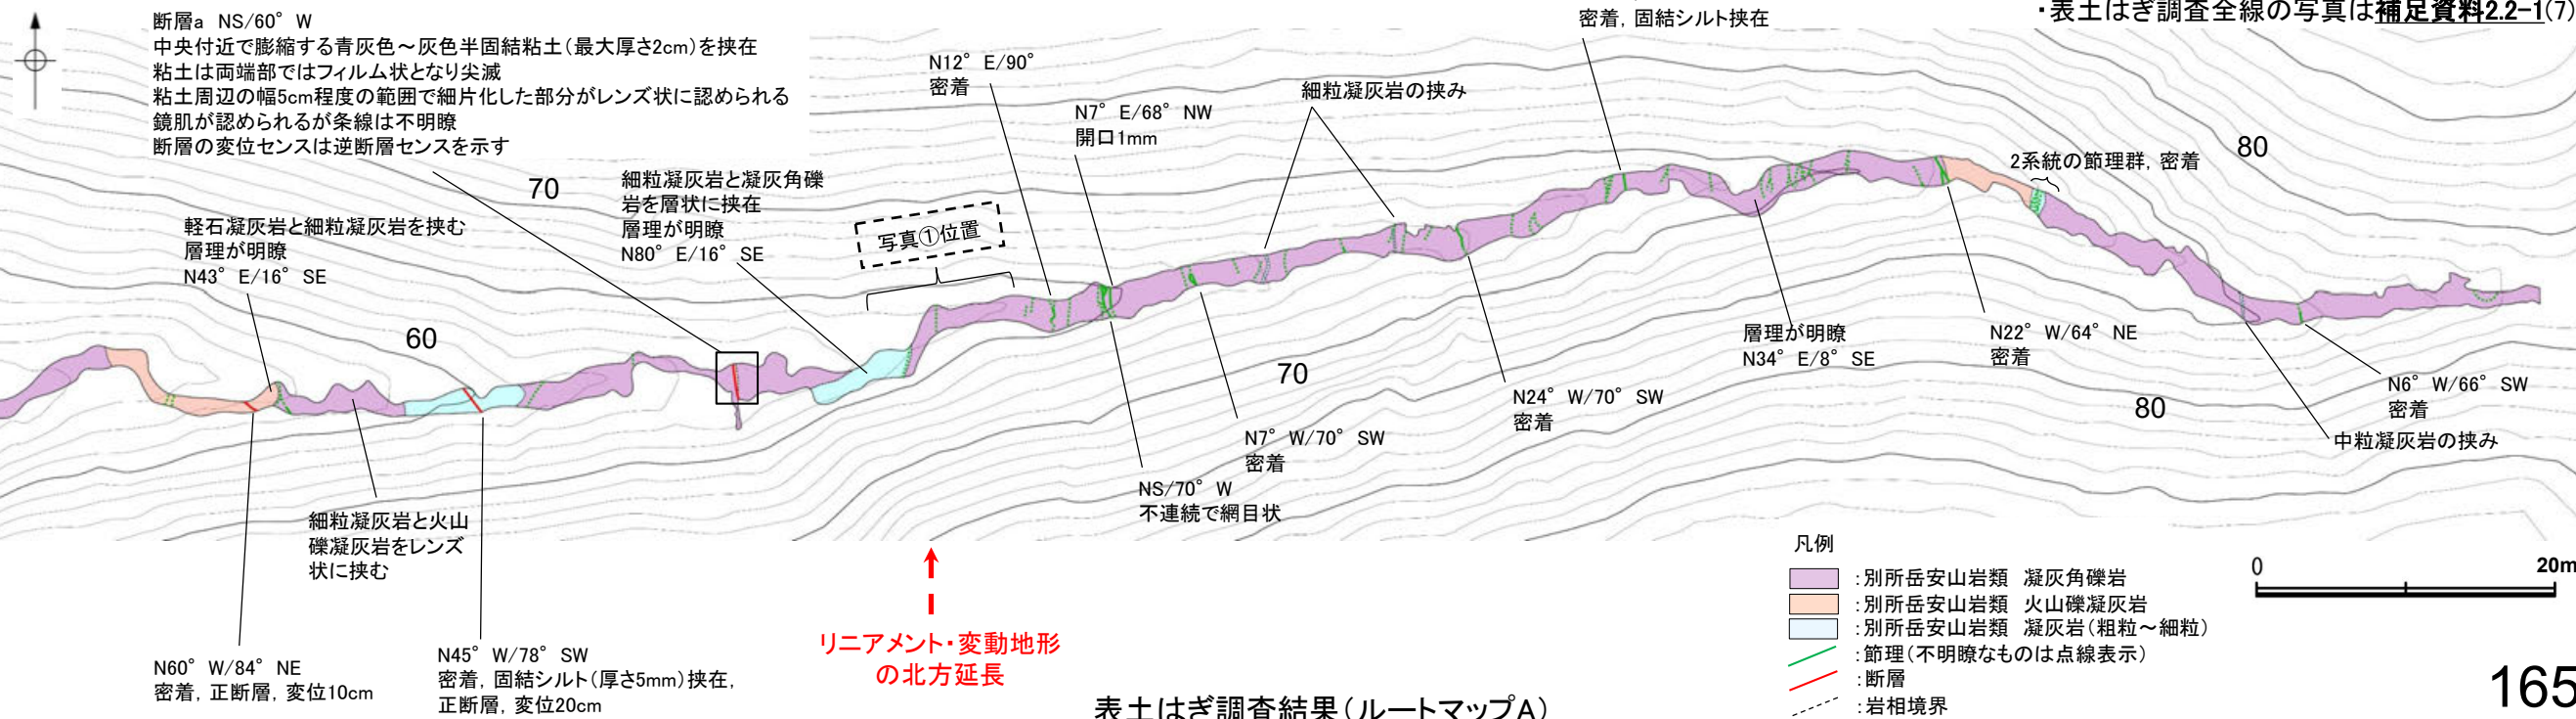 断層a NS/60°W
中央付近で膨縮する青灰色～灰色半固結粘土（最大厚さ2cm）を挟在
粘土は両端部ではフィルム状となり尖滅
粘土周辺の幅5cm程度の範囲で細片化した部分がレンズ状に認められる
鏡肌が認められるが条線は不明瞭
断層の変位センスは逆断層センスを示す
密着，固結シルト挟在
・表土はぎ調査全線の写真は補足資料2.2-1(7)
N12°E/90°
密着
N7°E/68°NW
開口1mm
細粒凝灰岩の挟み
2系統の節理群，密着
80
70
細粒凝灰岩と凝灰角礫
岩を層状に挟在
層理が明瞭
N80°E/16°SE
写真①位置
軽石凝灰岩と細粒凝灰岩を挟む
層理が明瞭
N43°E/16°SE
60
70
層理が明瞭
N34°E/8°SE
N22°W/64°NE
密着
N6°W/66°SW
密着
80
中粒凝灰岩の挟み
N24°W/70°SW
密着
N7°W/70°SW
密着
NS/70°W
不連続で網目状
細粒凝灰岩と火山
礫凝灰岩をレンズ
状に挟む
N60°W/84°NE
密着，正断層，変位10cm
N45°W/78°SW
密着，固結シルト（厚さ5mm）挟在，
正断層，変位20cm
リニアメント・変動地形
の北方延長
凡例
：別所岳安山岩類　凝灰角礫岩
：別所岳安山岩類　火山礫凝灰岩
：別所岳安山岩類　凝灰岩（粗粒～細粒）
：節理（不明瞭なものは点線表示）
：断層
：岩相境界
0 20m
表土はぎ調査結果（ルートマップA）
165